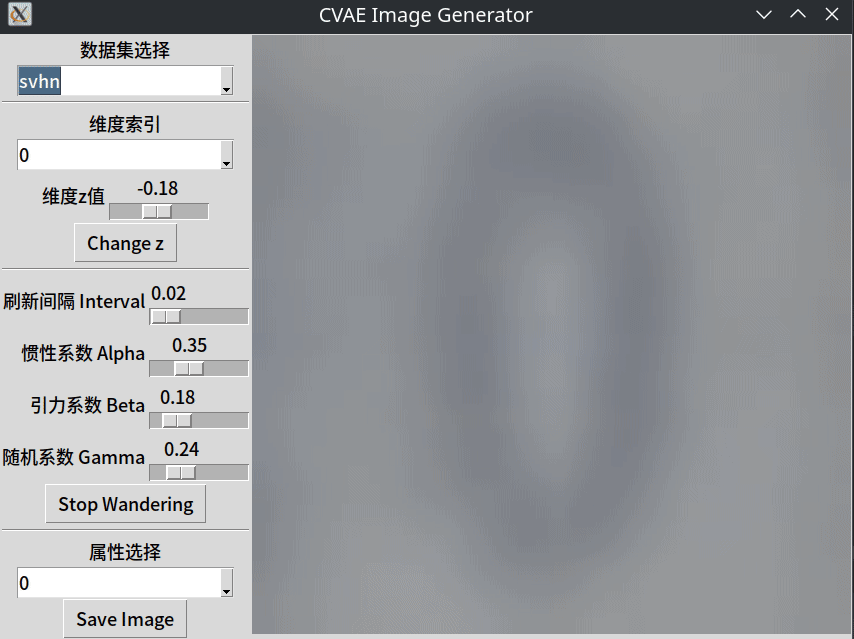 CVAE Image Generator
数据集选择
svhn
维度索引
0
维度z值 -0.18
Change z
刷新间隔 Interval 0.02
惯性系数 Alpha 0.35
引力系数 Beta 0.18
随机系数 Gamma 0.24
Stop Wandering
属性选择
0
Save Image